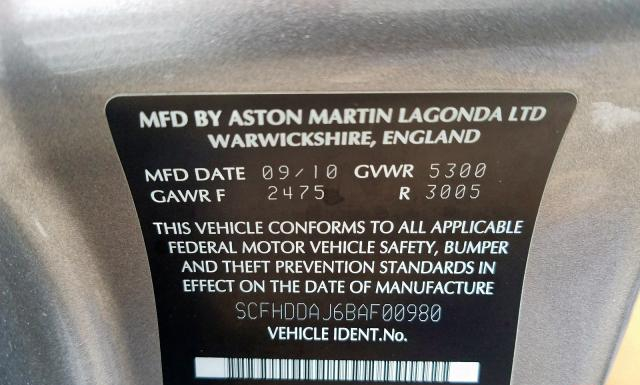 MFD BY ASTON MARTIN LAGONDA LTD
WARWICKSHIRE, ENGLAND
MFD DATE 09/10 GVWR 5300
GAWR F 2475 R 3005
THIS VEHICLE CONFORMS TO ALL APPLICABLE
FEDERAL MOTOR VEHICLE SAFETY, BUMPER
AND THEFT PREVENTION STANDARDS IN
EFFECT ON THE DATE OF MANUFACTURE
SCFHDDAJ6BAF00980
VEHICLE IDENT.No.